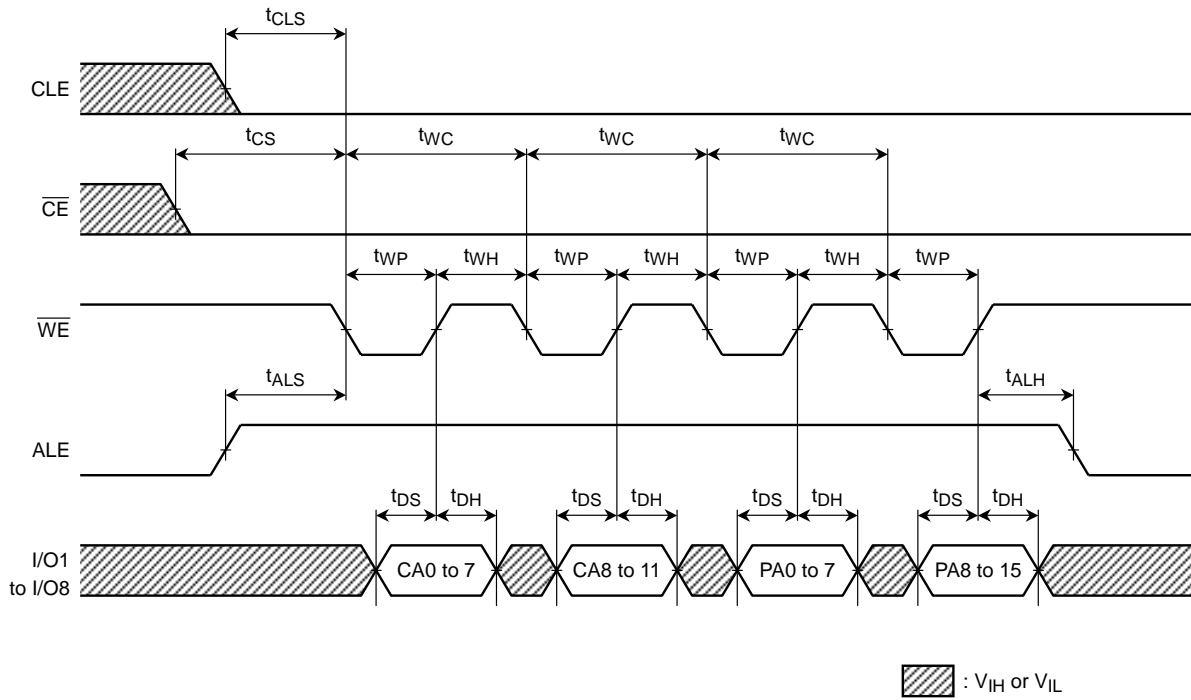 tCLS
CLE
tCS tWC tWC tWC
CE
tWP tWH tWP tWH tWP tWH tWP
WE
tALS tALH
ALE
tDS tDH tDS tDH tDS tDH tDS tDH
I/O1
to I/O8
CA0 to 7 CA8 to 11 PA0 to 7 PA8 to 15
: VIH or VIL